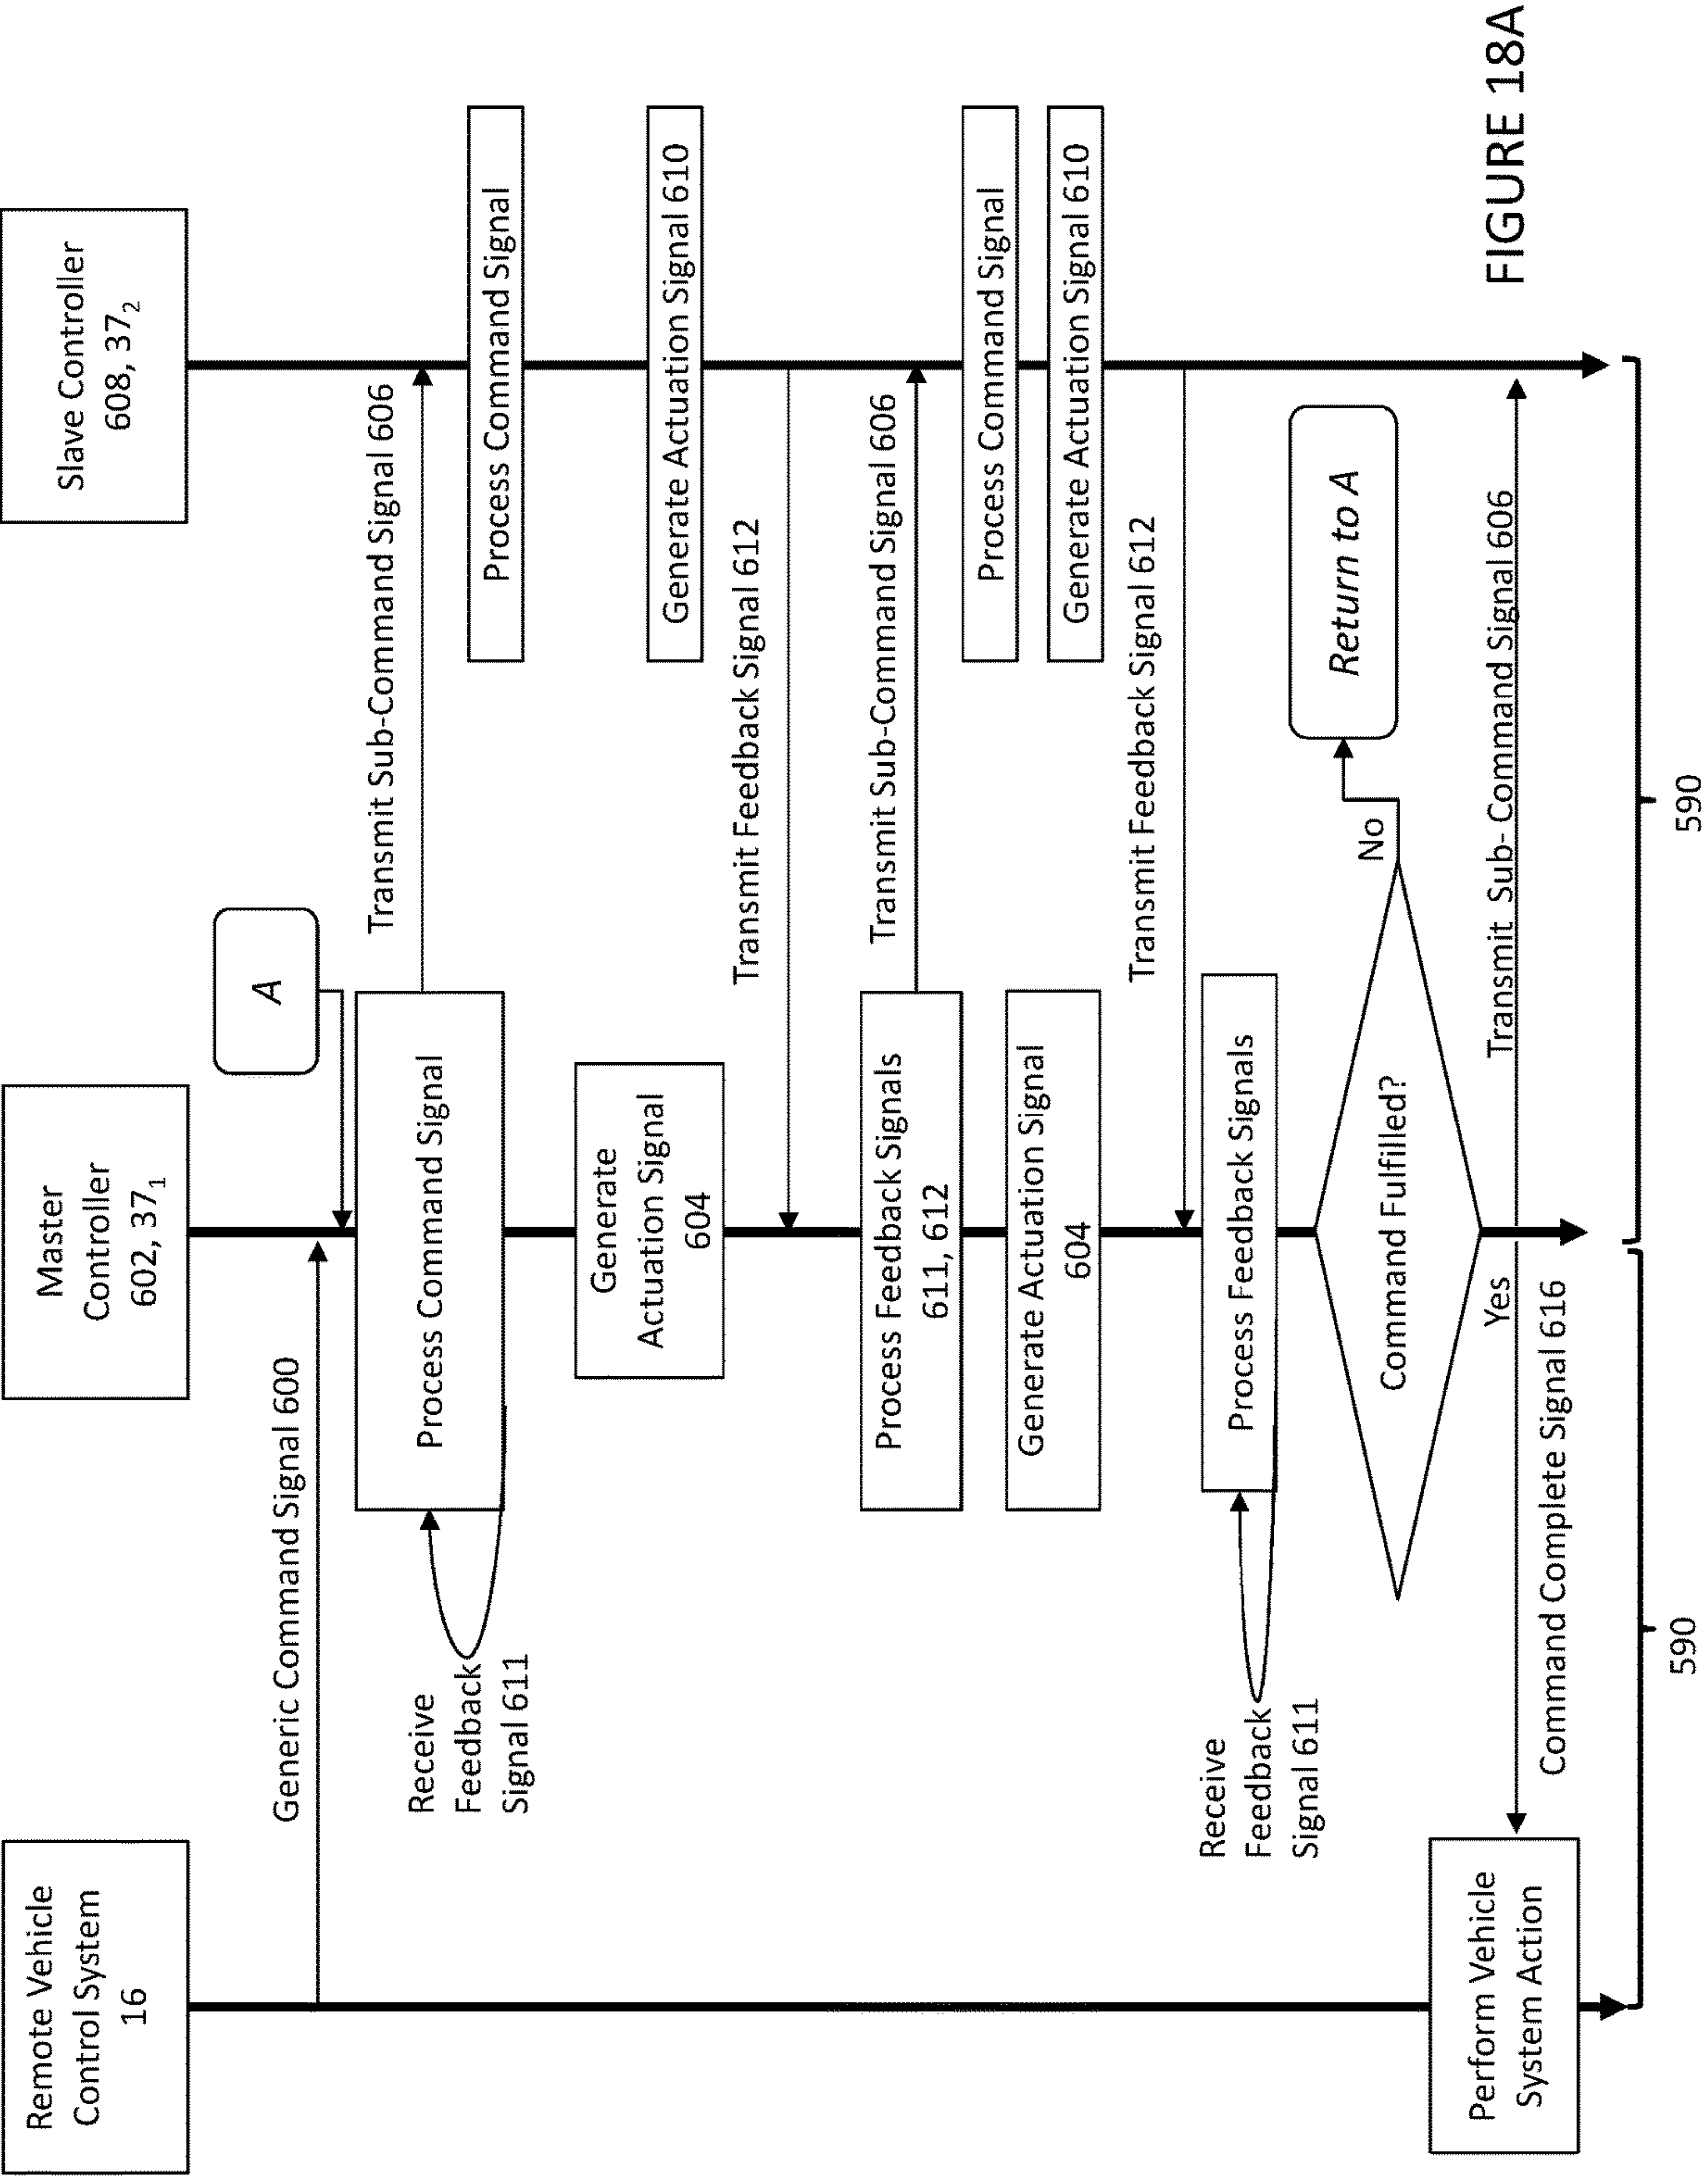 Remote Vehicle
Control System
16
Master
Controller
602, 37₁
Slave Controller
608, 37₂
Generic Command Signal 600
A
Process Command Signal
Transmit Sub-Command Signal 606
Receive
Feedback
Signal 611
Process Command Signal
Generate
Actuation Signal
604
Generate Actuation Signal 610
Transmit Feedback Signal 612
Process Feedback Signals
611, 612
Transmit Sub-Command Signal 606
Process Command Signal
Generate Actuation Signal
604
Generate Actuation Signal 610
Transmit Feedback Signal 612
Receive
Feedback
Signal 611
Process Feedback Signals
Command Fulfilled?
No
Return to A
Yes
Transmit Sub- Command Signal 606
Command Complete Signal 616
Perform Vehicle
System Action
590
590
FIGURE 18A